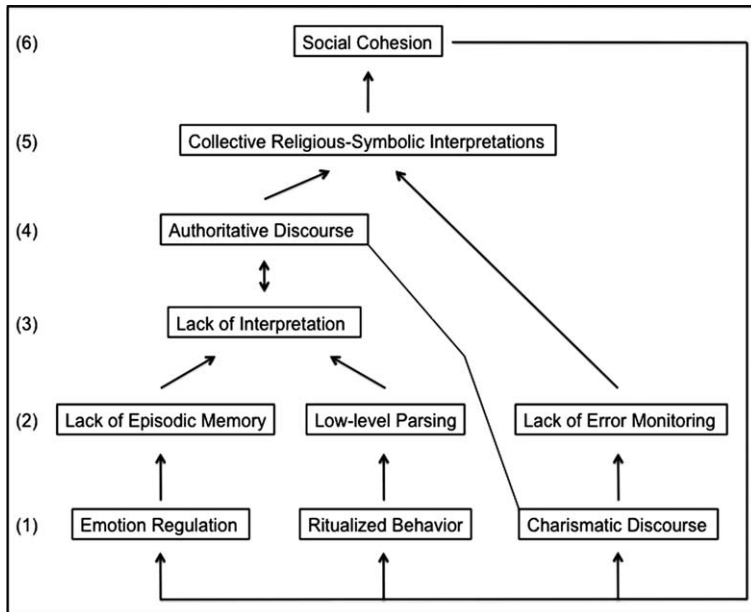 (6) Social Cohesion
(5) Collective Religious-Symbolic Interpretations
(4) Authoritative Discourse
(3) Lack of Interpretation
(2) Lack of Episodic Memory Low-level Parsing Lack of Error Monitoring
(1) Emotion Regulation Ritualized Behavior Charismatic Discourse